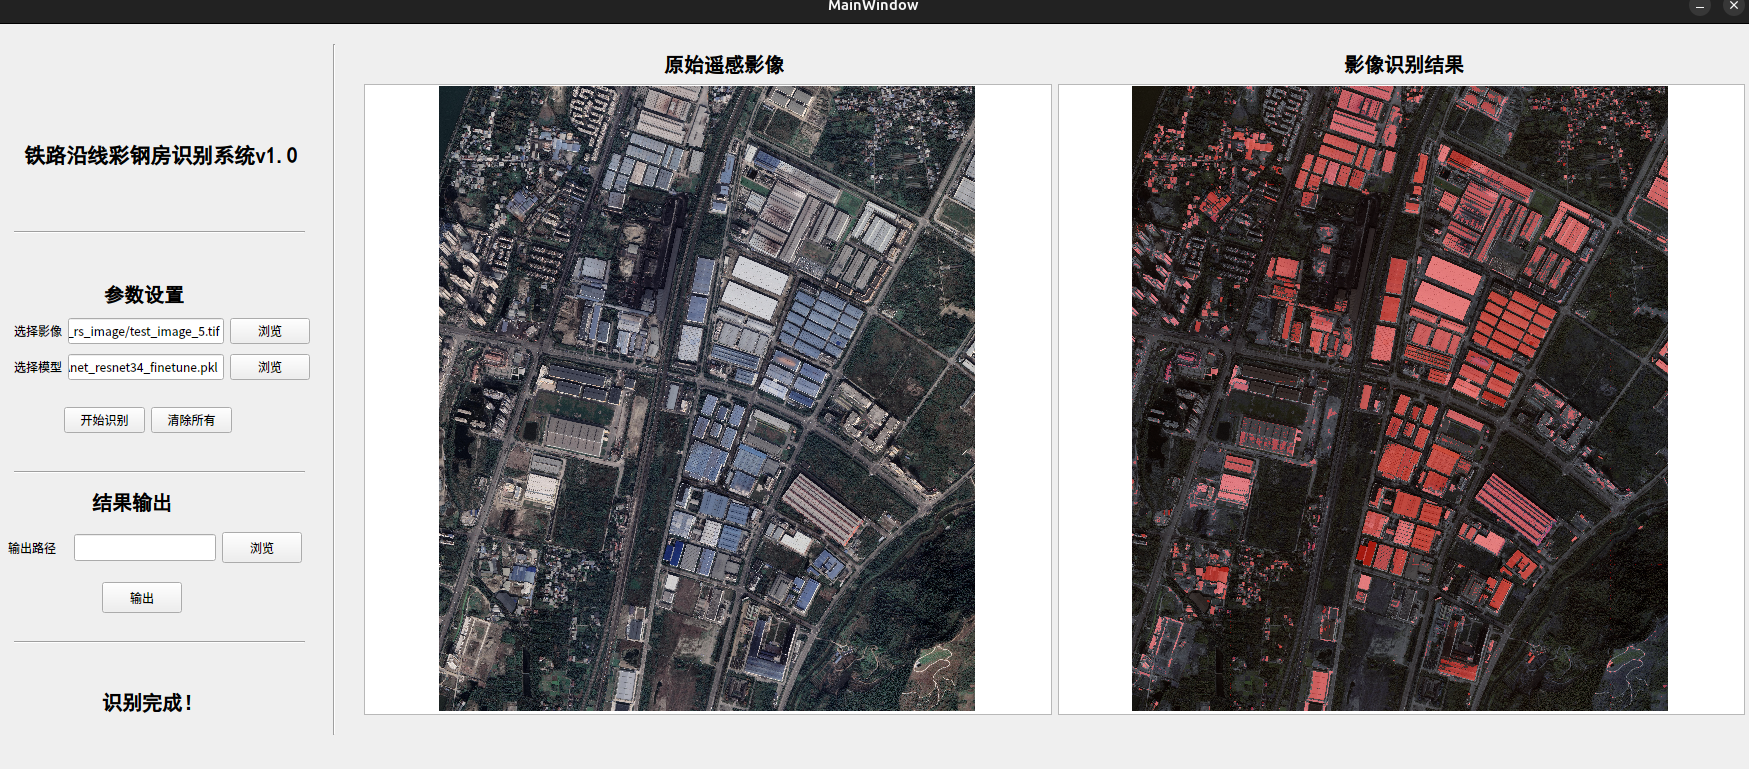 MainWindow
铁路沿线彩钢房识别系统v1.0
参数设置
选择影像 _rs_image/test_image_5.tif 浏览
选择模型 .net_resnet34_finetune.pkl 浏览
开始识别 清除所有
结果输出
输出路径 浏览
输出
识别完成!
原始遥感影像
影像识别结果